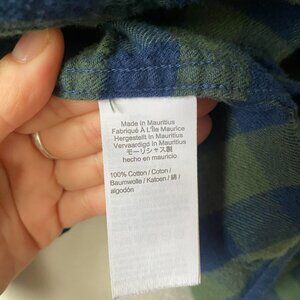 Made in Mauritius
Fabriqué À L'Île Maurice
Hergestellt in Mauritius
Vervaardigd in Mauritius
モーリシャス製
hecho en mauricio
100% Cotton / Coton /
Baumwolle / Katoen / 綿 /
algodón